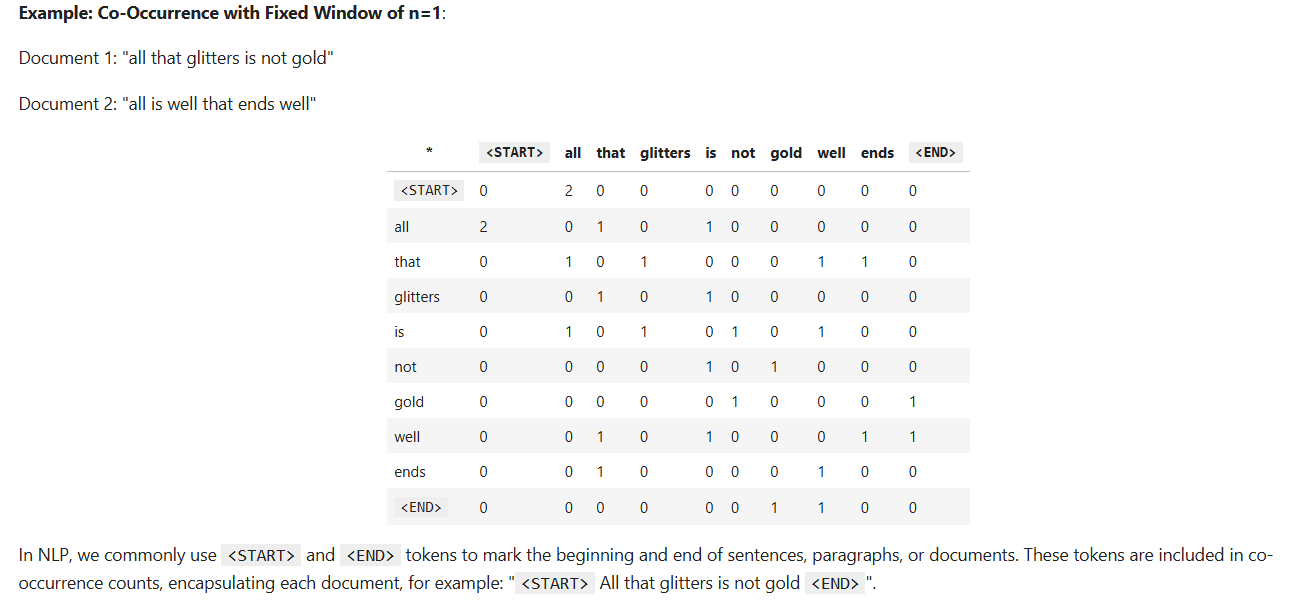 Example: Co-Occurrence with Fixed Window of n=1:
Document 1: "all that glitters is not gold"
Document 2: "all is well that ends well"
* <START> all that glitters is not gold well ends <END>
<START> 0 2 0 0 0 0 0 0 0 0
all 2 0 1 0 1 0 0 0 0 0
that 0 1 0 1 0 0 0 1 1 0
glitters 0 0 1 0 1 0 0 0 0 0
is 0 1 0 1 0 1 0 1 0 0
not 0 0 0 0 1 0 1 0 0 0
gold 0 0 0 0 0 1 0 0 0 1
well 0 0 1 0 1 0 0 0 1 1
ends 0 0 1 0 0 0 0 1 0 0
<END> 0 0 0 0 0 0 1 1 0 0
In NLP, we commonly use <START> and <END> tokens to mark the beginning and end of sentences, paragraphs, or documents. These tokens are included in co-
occurrence counts, encapsulating each document, for example: "<START> All that glitters is not gold <END>".